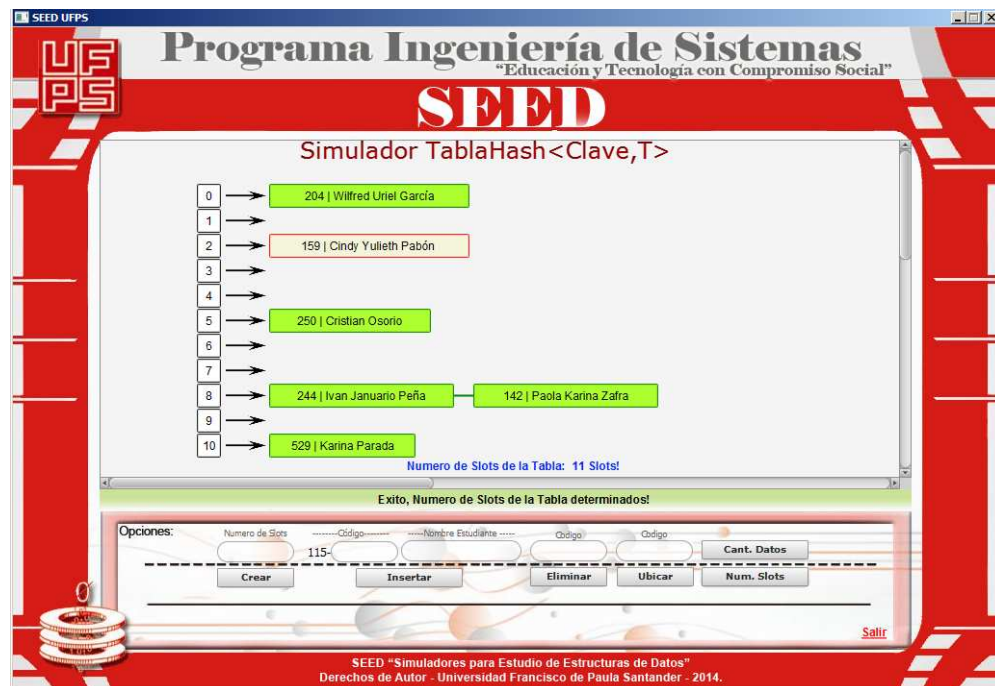 SEED UFPS
UFPS
Programa Ingeniería de Sistemas
“Educación y Tecnología con Compromiso Social”
SEED
Simulador TablaHash<Clave,T>
0 204 | Wilfred Uriel García
1
2 159 | Cindy Yulieth Pabón
3
4
5 250 | Cristian Osorio
6
7
8 244 | Ivan Januario Peña 142 | Paola Karina Zafra
9
10 529 | Karina Parada
Numero de Slots de la Tabla: 11 Slots!
Exito, Numero de Slots de la Tabla determinados!
Opciones:
Numero de Slots --------Código-------- -----Nombre Estudiante ----- Codigo Codigo
115- Cant. Datos
Crear Insertar Eliminar Ubicar Num. Slots
Salir
SEED “Simuladores para Estudio de Estructuras de Datos”
Derechos de Autor - Universidad Francisco de Paula Santander - 2014.